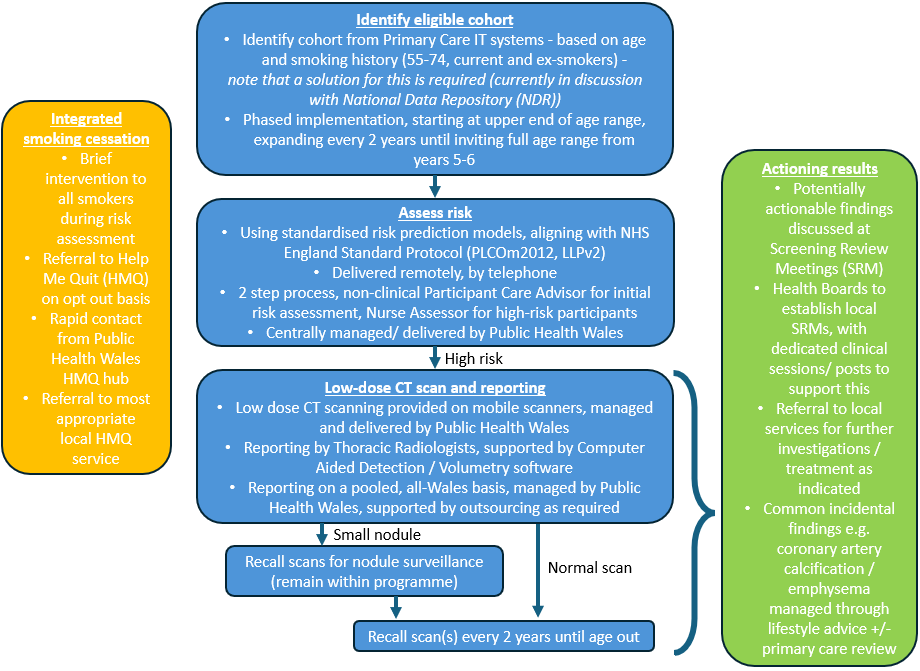 Identify eligible cohort
• Identify cohort from Primary Care IT systems - based on age
and smoking history (55-74, current and ex-smokers) -
note that a solution for this is required (currently in discussion
with National Data Repository (NDR))
• Phased implementation, starting at upper end of age range,
expanding every 2 years until inviting full age range from
years 5-6
Integrated
smoking cessation
• Brief
intervention to
all smokers
during risk
assessment
• Referral to Help
Me Quit (HMQ)
on opt out basis
• Rapid contact
from Public
Health Wales
HMQ hub
• Referral to most
appropriate
local HMQ
service
Assess risk
• Using standardised risk prediction models, aligning with NHS
England Standard Protocol (PLCOm2012, LLPv2)
• Delivered remotely, by telephone
• 2 step process, non-clinical Participant Care Advisor for initial
risk assessment, Nurse Assessor for high-risk participants
• Centrally managed/ delivered by Public Health Wales
High risk
Low-dose CT scan and reporting
• Low dose CT scanning provided on mobile scanners, managed
and delivered by Public Health Wales
• Reporting by Thoracic Radiologists, supported by Computer
Aided Detection / Volumetry software
• Reporting on a pooled, all-Wales basis, managed by Public
Health Wales, supported by outsourcing as required
Small nodule
Recall scans for nodule surveillance
(remain within programme)
Normal scan
Recall scan(s) every 2 years until age out
Actioning results
• Potentially
actionable findings
discussed at
Screening Review
Meetings (SRM)
• Health Boards to
establish local
SRMs, with
dedicated clinical
sessions/ posts to
support this
• Referral to local
services for further
investigations /
treatment as
indicated
• Common incidental
findings e.g.
coronary artery
calcification /
emphysema
managed through
lifestyle advice +/-
primary care review